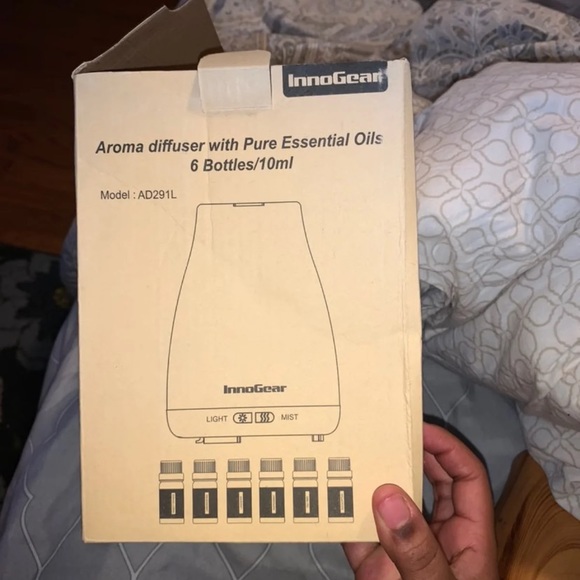 InnoGear
Aroma diffuser with Pure Essential Oils
6 Bottles/10ml
Model : AD291L
InnoGear
LIGHT MIST